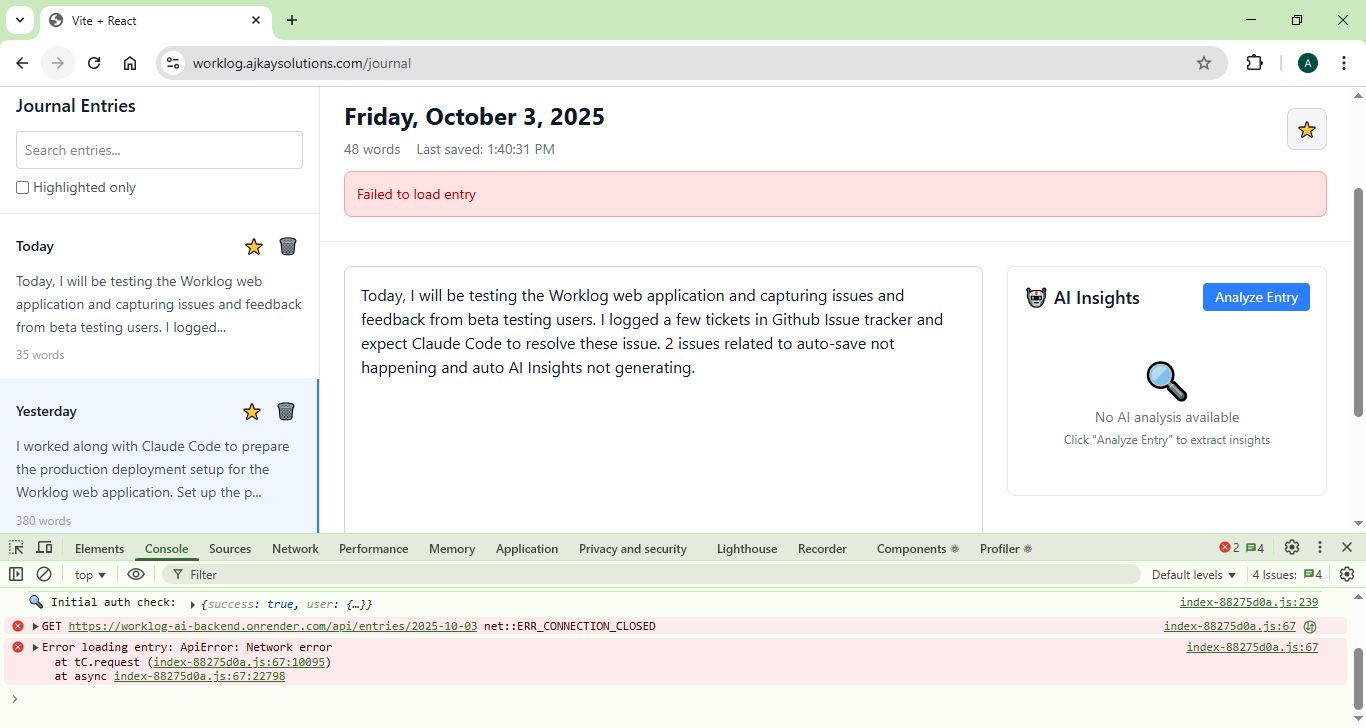 Vite + React
worklog.ajkaysolutions.com/journal
A
Journal Entries
Search entries...
Highlighted only
Today
Today, I will be testing the Worklog web
application and capturing issues and feedback
from beta testing users. I logged...
35 words
Yesterday
I worked along with Claude Code to prepare
the production deployment setup for the
Worklog web application. Set up the p...
380 words
Friday, October 3, 2025
48 words Last saved: 1:40:31 PM
Failed to load entry
Today, I will be testing the Worklog web application and capturing issues and
feedback from beta testing users. I logged a few tickets in Github Issue tracker and
expect Claude Code to resolve these issue. 2 issues related to auto-save not
happening and auto AI Insights not generating.
AI Insights
Analyze Entry
No AI analysis available
Click "Analyze Entry" to extract insights
Elements Console Sources Network Performance Memory Application Privacy and security Lighthouse Recorder Components Profiler 2 4
top Filter Default levels 4 Issues: 4
Initial auth check: {success: true, user: {…}} index-88275d0a.js:239
GET https://worklog-ai-backend.onrender.com/api/entries/2025-10-03 net::ERR_CONNECTION_CLOSED index-88275d0a.js:67
Error loading entry: ApiError: Network error index-88275d0a.js:67
at tC.request (index-88275d0a.js:67:10095)
at async index-88275d0a.js:67:22798